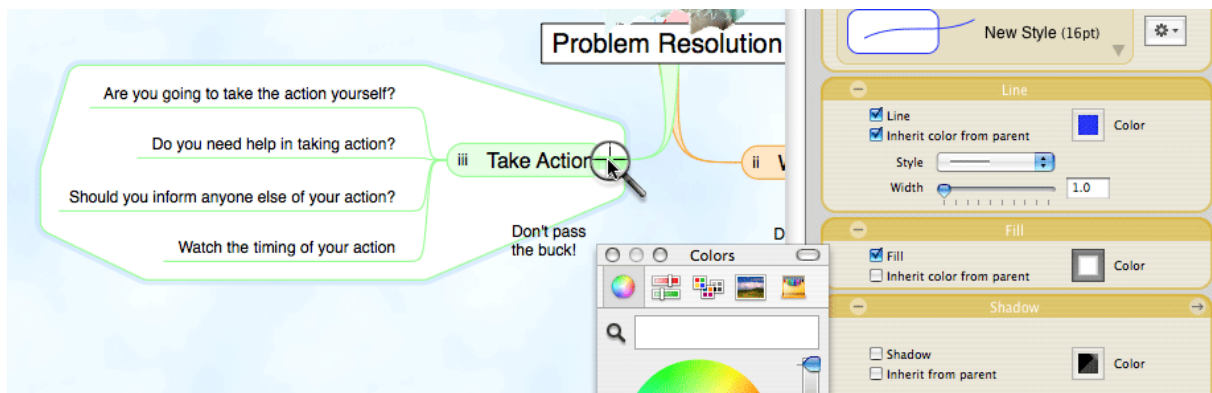 Problem Resolution
Are you going to take the action yourself?
Do you need help in taking action?
Should you inform anyone else of your action?
Watch the timing of your action
iii Take Action
ii
Don't pass
the buck!
Colors
New Style (16pt)
Line
Line
Inherit color from parent
Color
Style
Width
1.0
Fill
Fill
Inherit color from parent
Color
Shadow
Shadow
Inherit from parent
Color